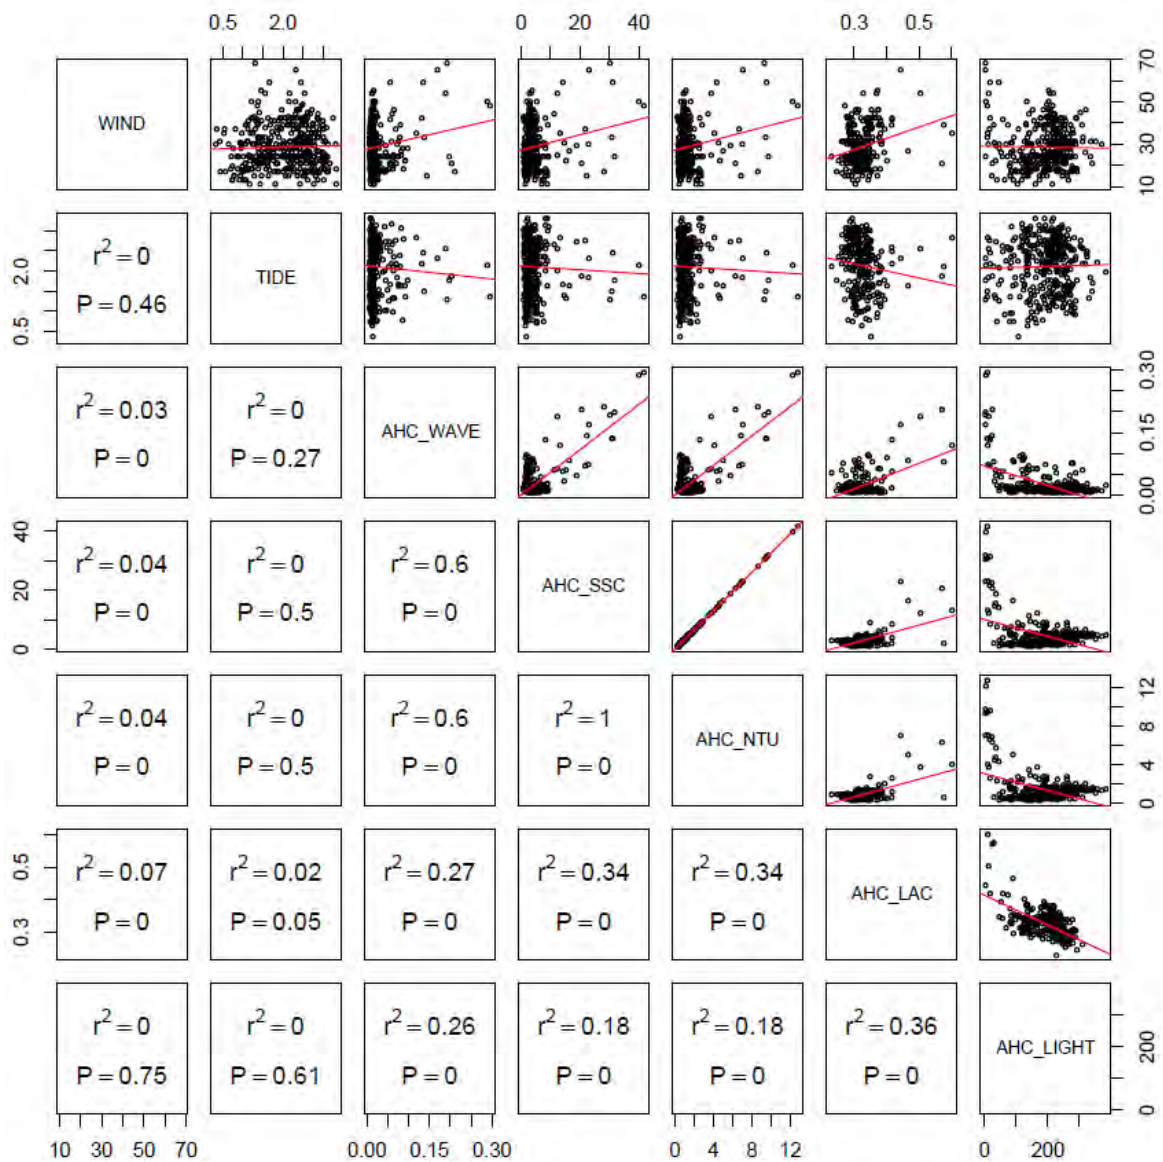 0.5 2.0 0 20 40 0.3 0.5
WIND 10 30 50 70
2.0 0.5 r² = 0 TIDE
P = 0.46
r² = 0.03 r² = 0 AHC_WAVE 0.00 0.15 0.30
P = 0 P = 0.27
0 20 40 r² = 0.04 r² = 0 r² = 0.6 AHC_SSC
P = 0 P = 0.5 P = 0
r² = 0.04 r² = 0 r² = 0.6 r² = 1 AHC_NTU 0 4 8 12
P = 0 P = 0.5 P = 0 P = 0
0.3 0.5 r² = 0.07 r² = 0.02 r² = 0.27 r² = 0.34 r² = 0.34 AHC_LAC
P = 0 P = 0.05 P = 0 P = 0 P = 0
r² = 0 r² = 0 r² = 0.26 r² = 0.18 r² = 0.18 r² = 0.36 AHC_LIGHT 0 200
P = 0.75 P = 0.61 P = 0 P = 0 P = 0 P = 0
10 30 50 70 0.00 0.15 0.30 0 4 8 12 0 200